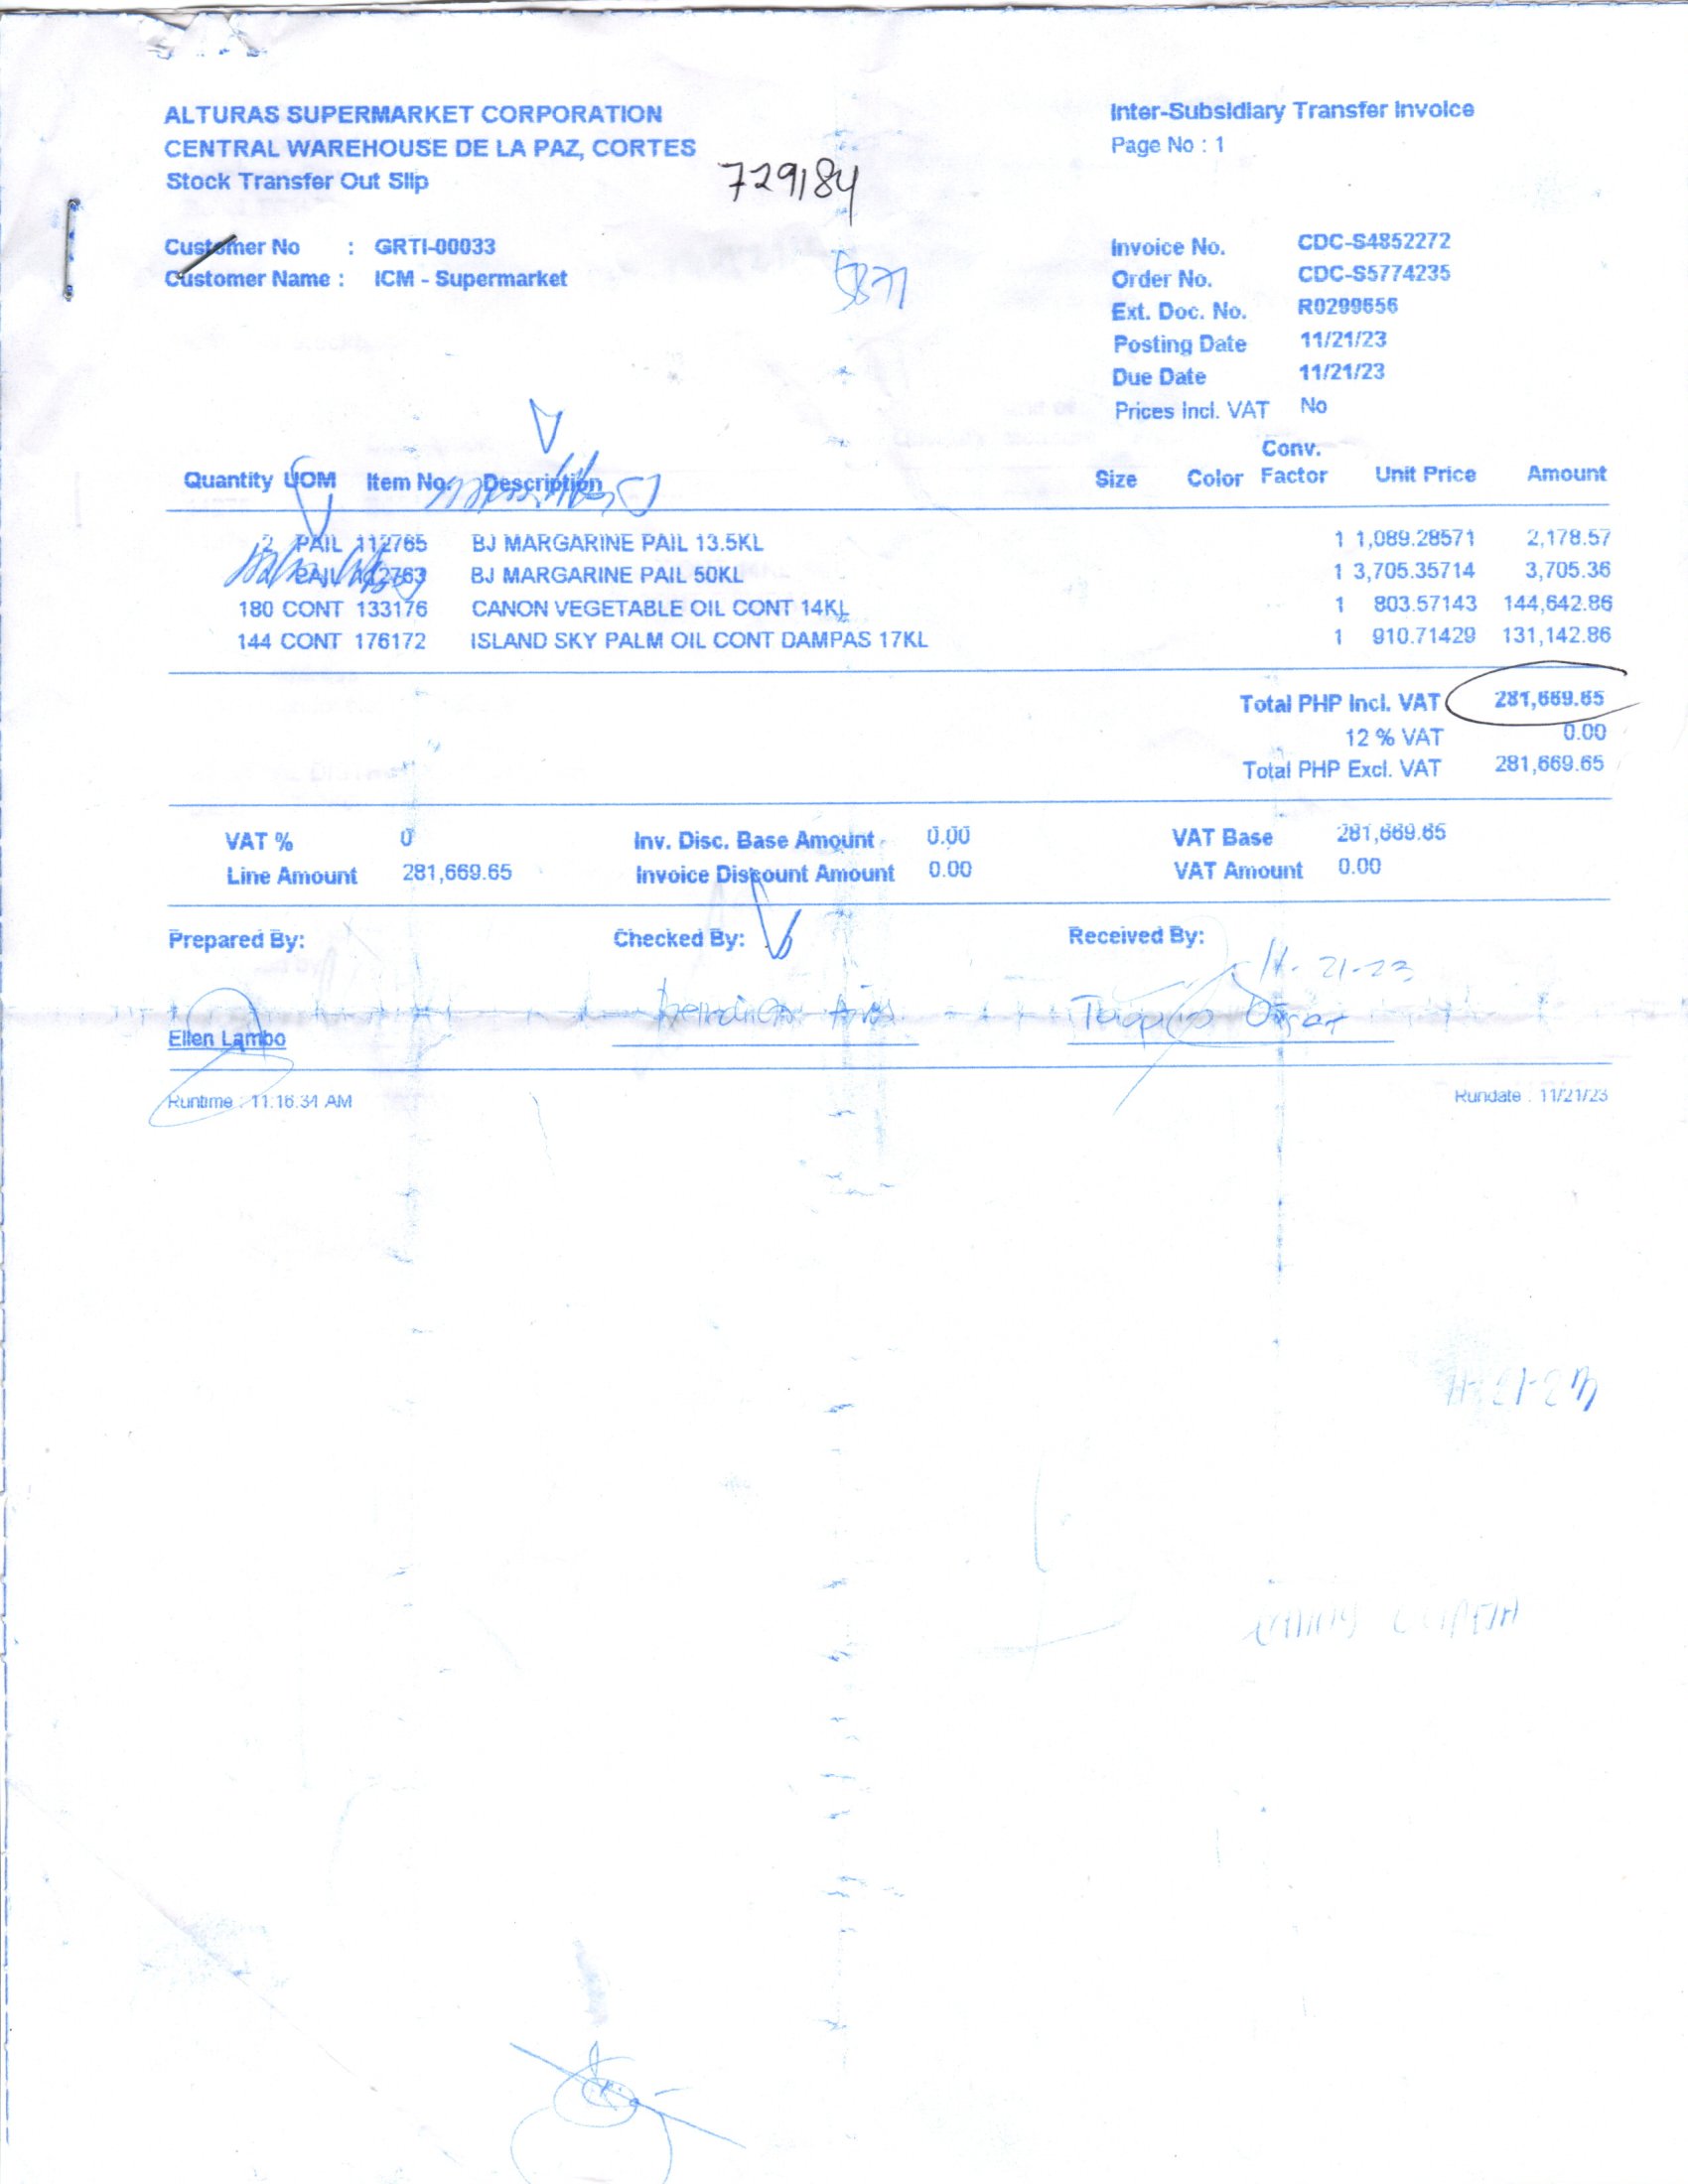 ALTURAS SUPERMARKET CORPORATION
CENTRAL WAREHOUSE DE LA PAZ, CORTES
Stock Transfer Out Slip
729184
Inter-Subsidiary Transfer Invoice
Page No : 1
Customer No : GRTI-00033
Customer Name : ICM - Supermarket
5871
Invoice No. CDC-S4852272
Order No. CDC-S5774235
Ext. Doc. No. R0299656
Posting Date 11/21/23
Due Date 11/21/23
Prices Incl. VAT No
Quantity UOM Item No. Description Size Color Conv. Factor Unit Price Amount
2 PAIL 112765 BJ MARGARINE PAIL 13.5KL 1 1,089.28571 2,178.57
PAIL BJ MARGARINE PAIL 50KL 1 3,705.35714 3,705.36
180 CONT 133176 CANON VEGETABLE OIL CONT 14KL 1 803.57143 144,642.86
144 CONT 176172 ISLAND SKY PALM OIL CONT DAMPAS 17KL 1 910.71429 131,142.86
Total PHP Incl. VAT 281,669.65
12 % VAT 0.00
Total PHP Excl. VAT 281,669.65
VAT % 0 Inv. Disc. Base Amount 0.00 VAT Base 281,669.65
Line Amount 281,669.65 Invoice Discount Amount 0.00 VAT Amount 0.00
Prepared By: Checked By: Received By:
11-21-23
Ellen Lambo
Runtime : 11:16:34 AM Rundate : 11/21/23
11-21-23